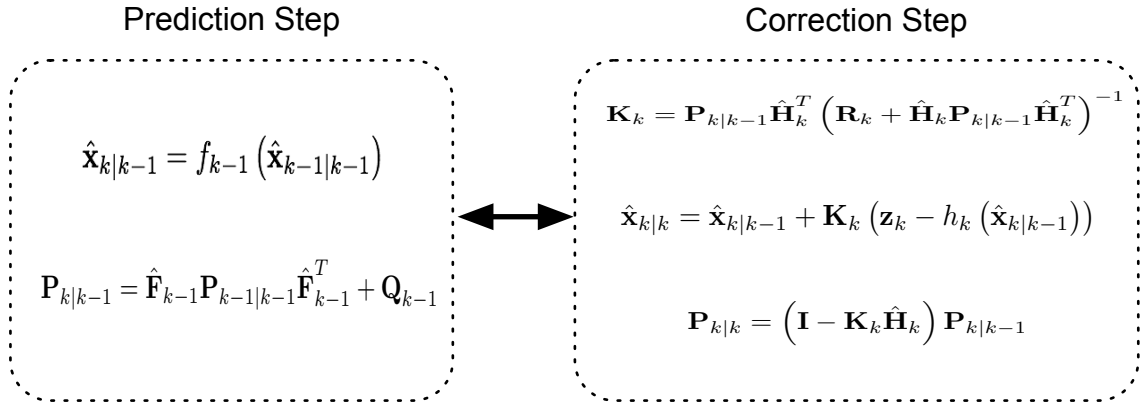 Prediction Step
x̂_{k|k−1} = f_{k−1} (x̂_{k−1|k−1})
P_{k|k−1} = F̂_{k−1} P_{k−1|k−1} F̂_{k−1}^T + Q_{k−1}
Correction Step
K_k = P_{k|k−1} Ĥ_k^T (R_k + Ĥ_k P_{k|k−1} Ĥ_k^T)^{−1}
x̂_{k|k} = x̂_{k|k−1} + K_k (z_k − h_k (x̂_{k|k−1}))
P_{k|k} = (I − K_k Ĥ_k) P_{k|k−1}